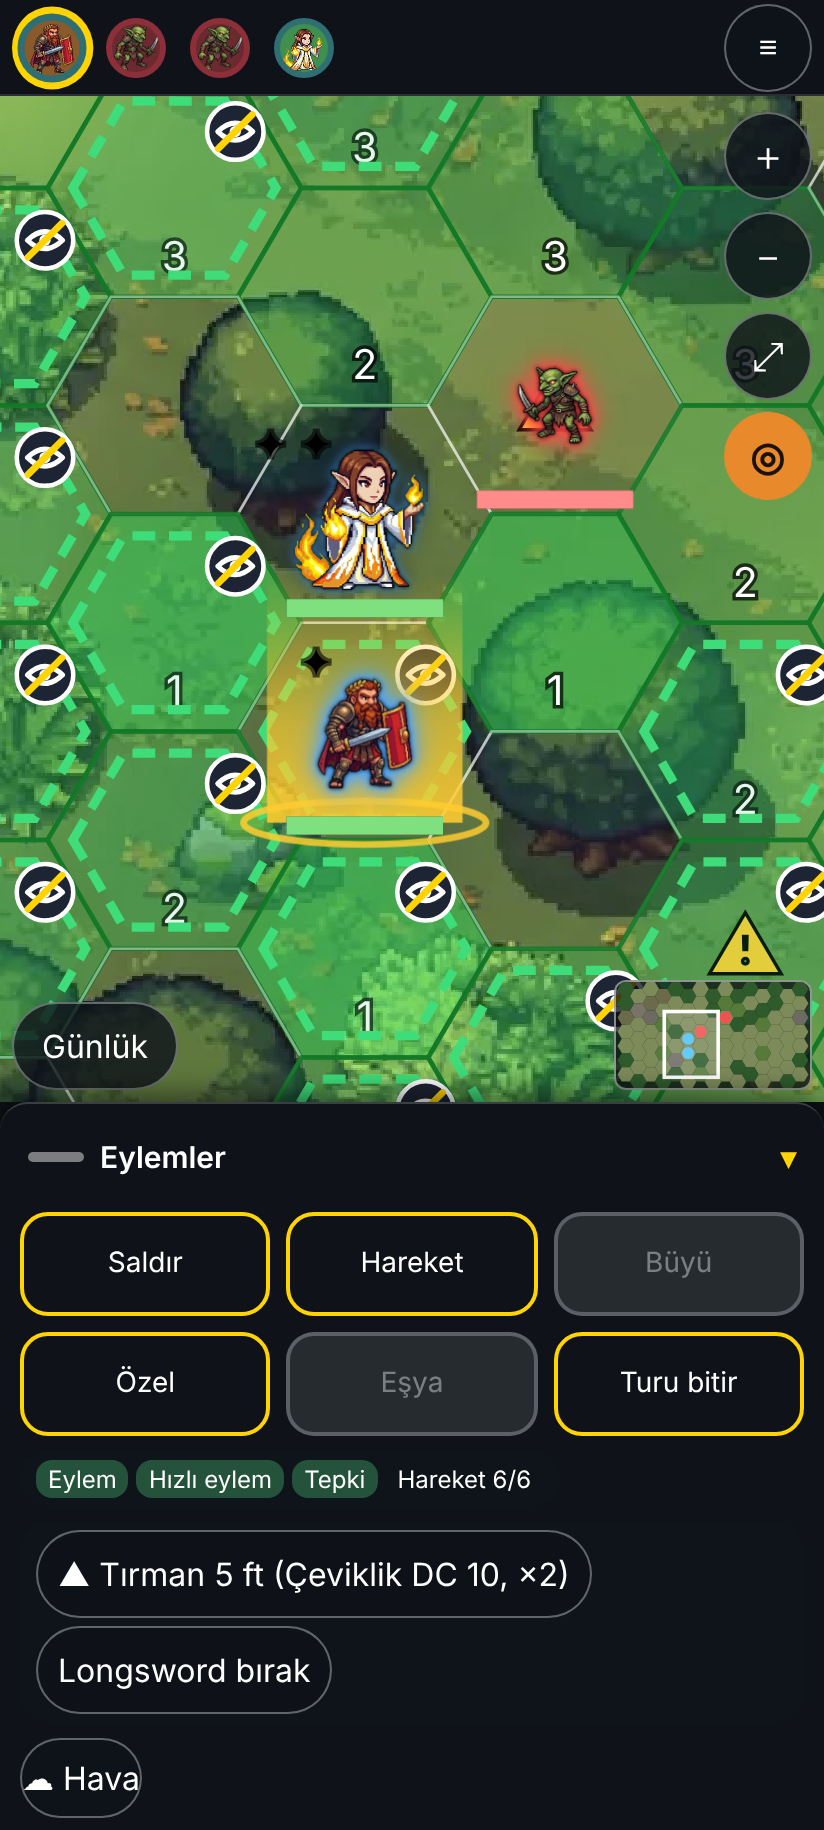 3
3
3
2
3
2
1
1
2
2
1
Günlük
Eylemler
Saldır Hareket Büyü
Özel Eşya Turu bitir
Eylem Hızlı eylem Tepki Hareket 6/6
▲ Tırman 5 ft (Çeviklik DC 10, ×2)
Longsword bırak
☁ Hava